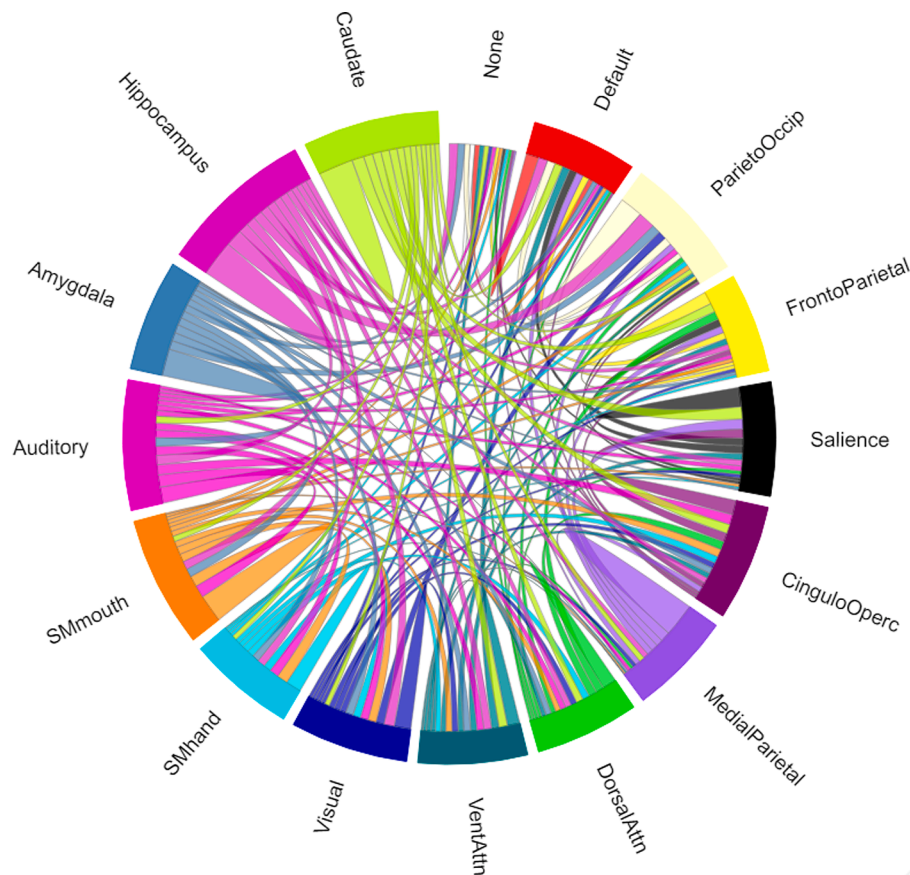 Caudate
None
Default
Hippocampus
ParietoOccip
Amygdala
FrontoParietal
Auditory
Salience
SMmouth
CinguloOperc
SMhand
MedialParietal
Visual
VentAttn
DorsalAttn